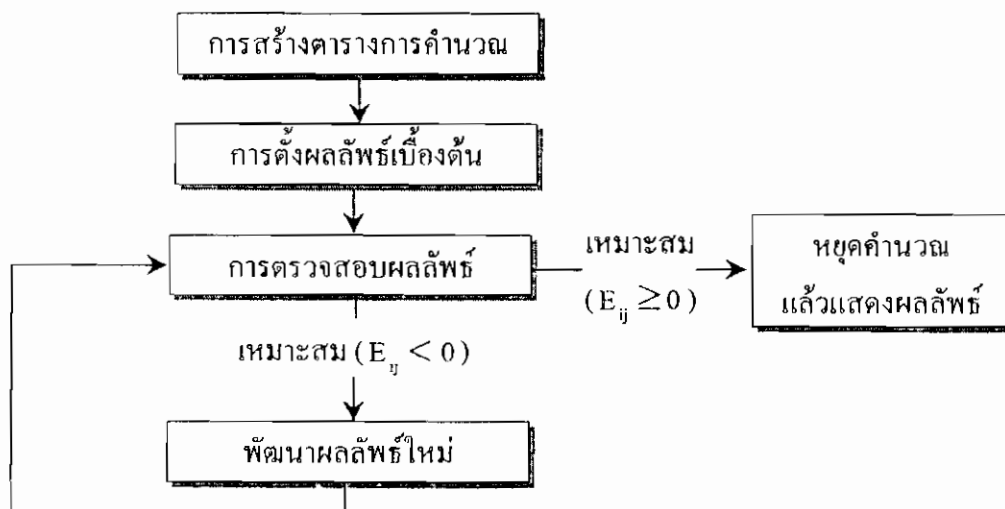 การสร้างตารางการคำนวณ
การตั้งผลลัพธ์เบื้องต้น
การตรวจสอบผลลัพธ์
เหมาะสม
(E_ij ≥ 0)
หยุดคำนวณ
แล้วแสดงผลลัพธ์
เหมาะสม (E_ij < 0)
พัฒนาผลลัพธ์ใหม่